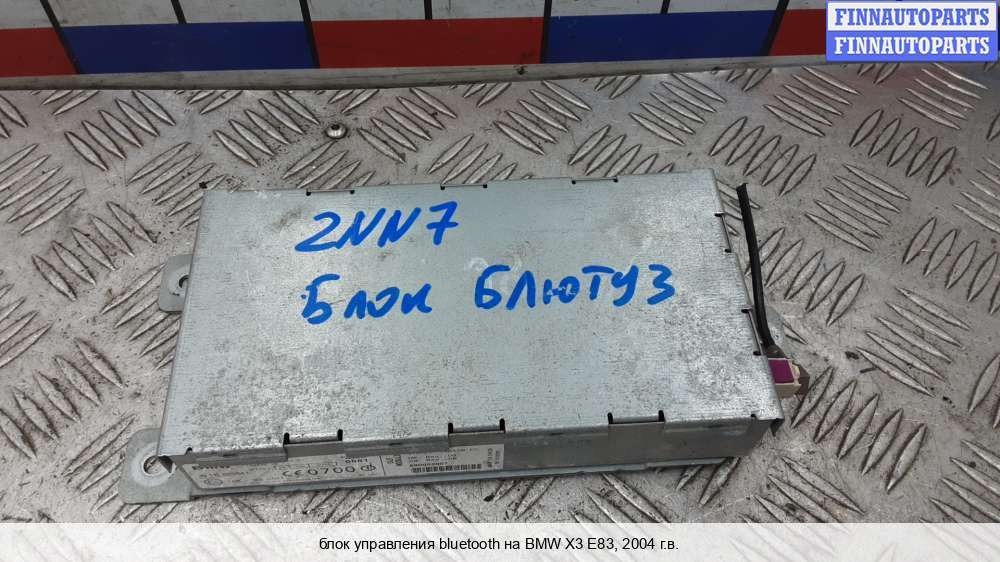 FINNAUTOPARTS
FINNAUTOPARTS
2NN7
Блок БЛЮТУЗ
CE0700
блок управления bluetooth на BMW X3 E83, 2004 г.в.